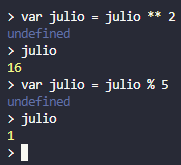 > var julio = julio ** 2
undefined
> julio
16
> var julio = julio % 5
undefined
> julio
1
>